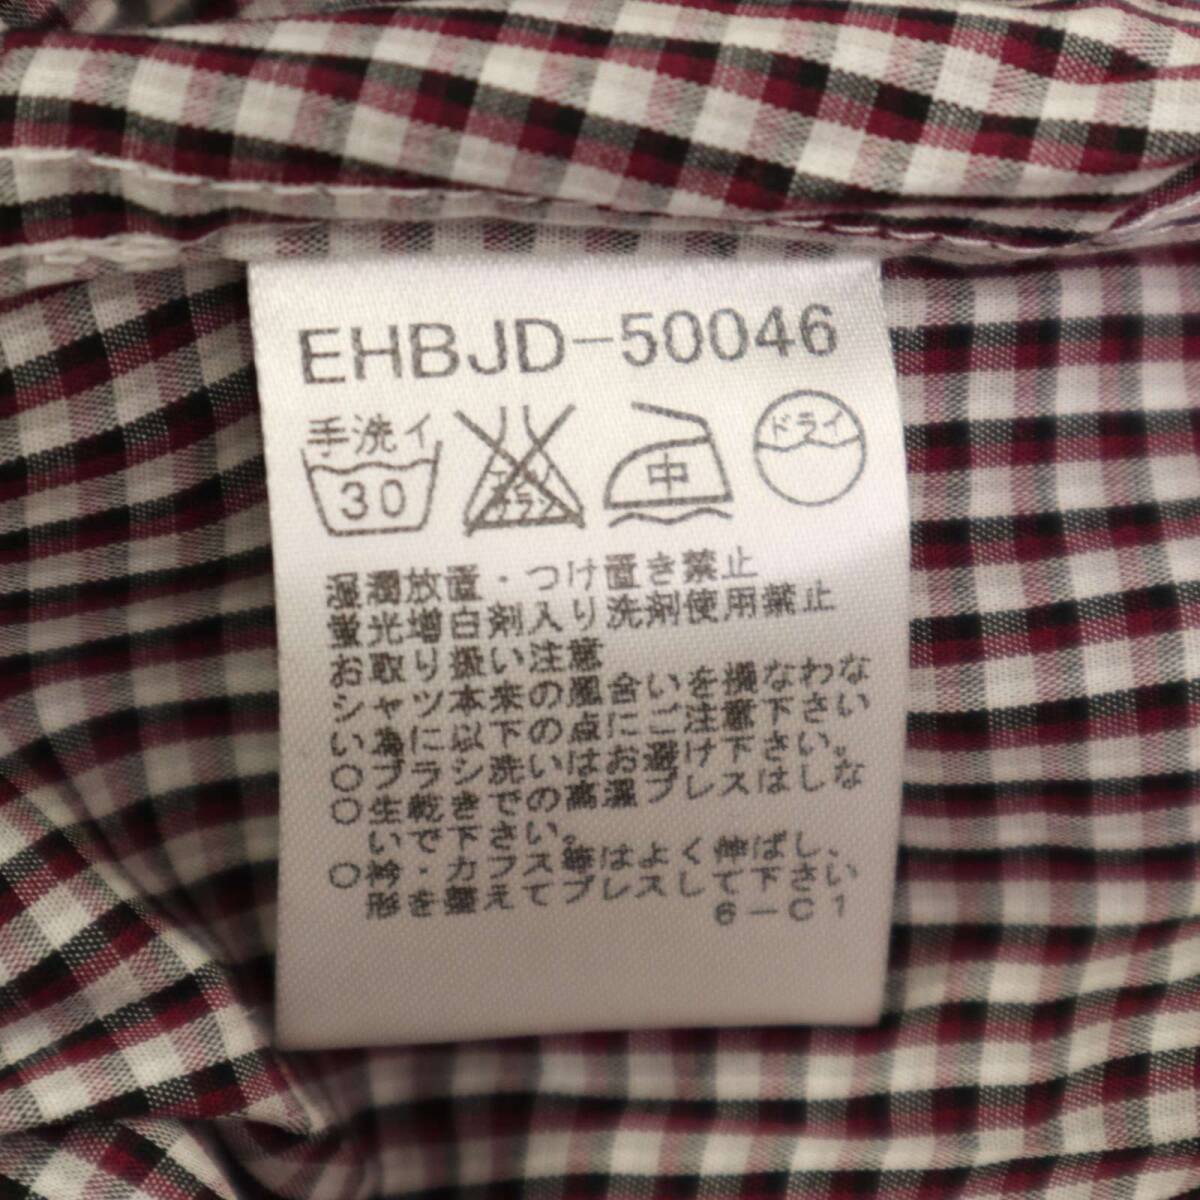 EHBJD-50046
手洗イ
30
エンソ
サラシ
中
ドライ
湿潤放置・つけ置き禁止
蛍光増白剤入り洗剤使用禁止
お取り扱い注意
シャツ本来の風合いを損なわな
い為に以下の点にご注意下さい
○ブラシ洗いはお避け下さい。
○生乾きでの高温プレスはしな
いで下さい。
○衿・カフス等はよく伸ばし、
形を整えてプレスして下さい
6-C1